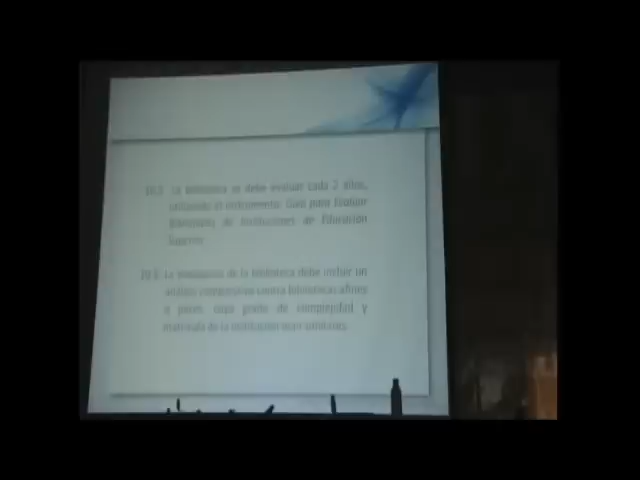 La biblioteca se debe evaluar cada 2 años,
utilizando el instrumento: Guía para Evaluar
Bibliotecas de Instituciones de Educación
Superior
La evaluación de la biblioteca debe incluir un
análisis comparativo contra bibliotecas afines
o pares, cuyo grado de complejidad y
matrícula de la institución sean similares.